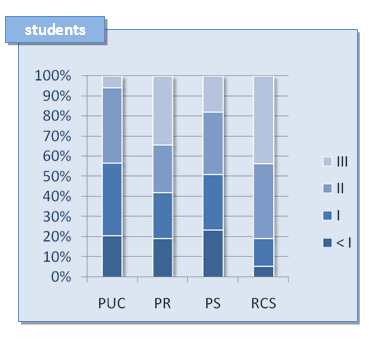 students
100%
90%
80%
70%
60%
50%
40%
30%
20%
10%
0%
PUC PR PS RCS
III
II
I
< I